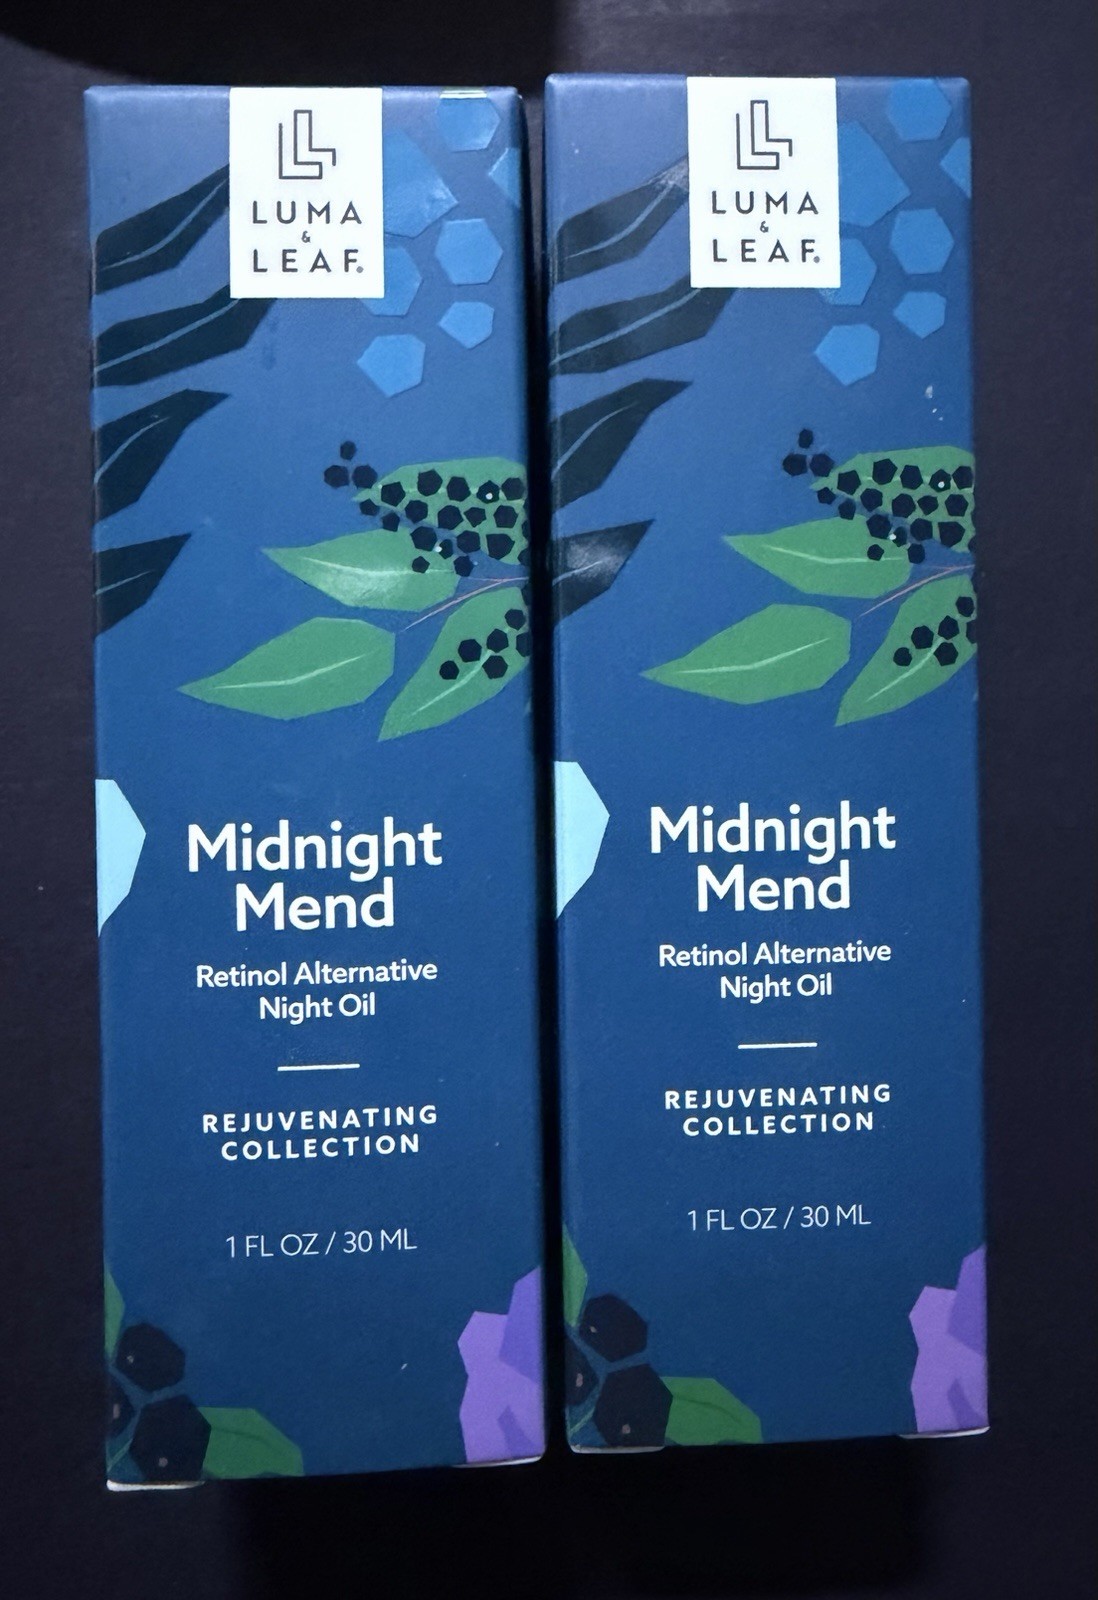 LUMA
&
LEAF®
Midnight
Mend
Retinol Alternative
Night Oil
REJUVENATING
COLLECTION
1 FL OZ / 30 ML
LUMA
&
LEAF®
Midnight
Mend
Retinol Alternative
Night Oil
REJUVENATING
COLLECTION
1 FL OZ / 30 ML